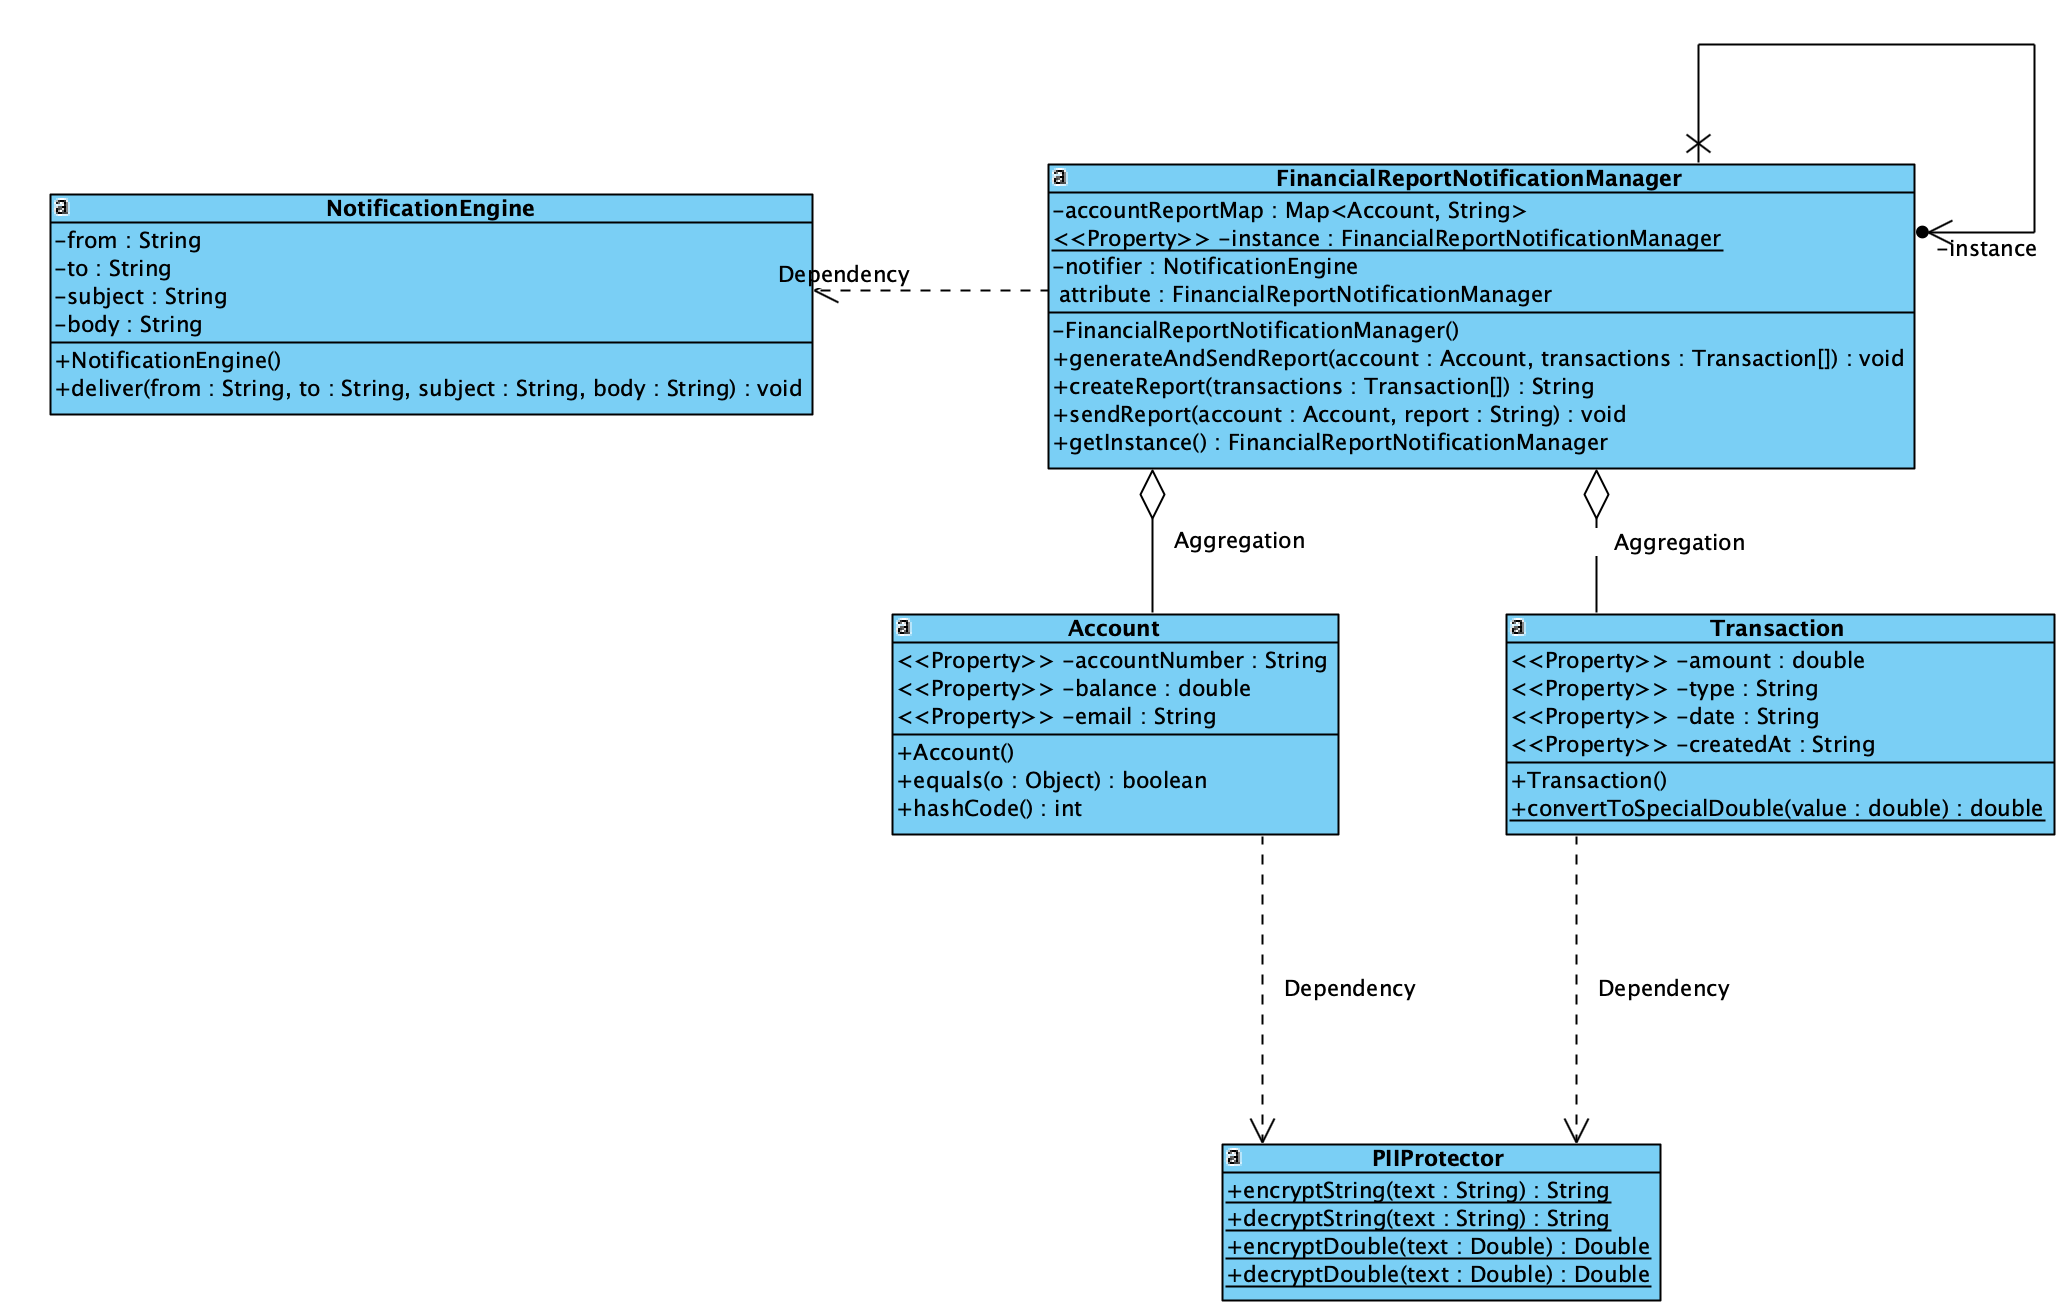 a
NotificationEngine
-from : String
-to : String
-subject : String
-body : String
+NotificationEngine()
+deliver(from : String, to : String, subject : String, body : String) : void
Dependency
a
FinancialReportNotificationManager
-accountReportMap : Map<Account, String>
<<Property>> -instance : FinancialReportNotificationManager
-notifier : NotificationEngine
attribute : FinancialReportNotificationManager
-FinancialReportNotificationManager()
+generateAndSendReport(account : Account, transactions : Transaction[]) : void
+createReport(transactions : Transaction[]) : String
+sendReport(account : Account, report : String) : void
+getInstance() : FinancialReportNotificationManager
-instance
Aggregation
Aggregation
a
Account
<<Property>> -accountNumber : String
<<Property>> -balance : double
<<Property>> -email : String
+Account()
+equals(o : Object) : boolean
+hashCode() : int
a
Transaction
<<Property>> -amount : double
<<Property>> -type : String
<<Property>> -date : String
<<Property>> -createdAt : String
+Transaction()
+convertToSpecialDouble(value : double) : double
Dependency
Dependency
a
PIIProtector
+encryptString(text : String) : String
+decryptString(text : String) : String
+encryptDouble(text : Double) : Double
+decryptDouble(text : Double) : Double